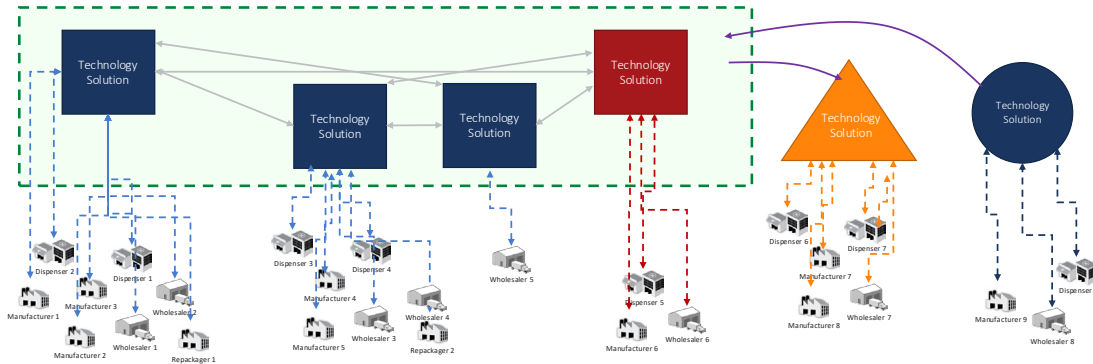 Technology
Solution
Technology
Solution
Technology
Solution
Technology
Solution
Technology
Solution
Technology
Solution
Dispenser 2
Dispenser 1
Manufacturer 1
Manufacturer 3
Wholesaler 2
Manufacturer 2
Wholesaler 1
Repackager 1
Dispenser 3
Dispenser 4
Manufacturer 4
Wholesaler 4
Manufacturer 5
Wholesaler 3
Repackager 2
Wholesaler 5
Dispenser 5
Manufacturer 6
Wholesaler 6
Dispenser 6
Dispenser 7
Manufacturer 7
Manufacturer 8
Wholesaler 7
Dispenser
Manufacturer 9
Wholesaler 8